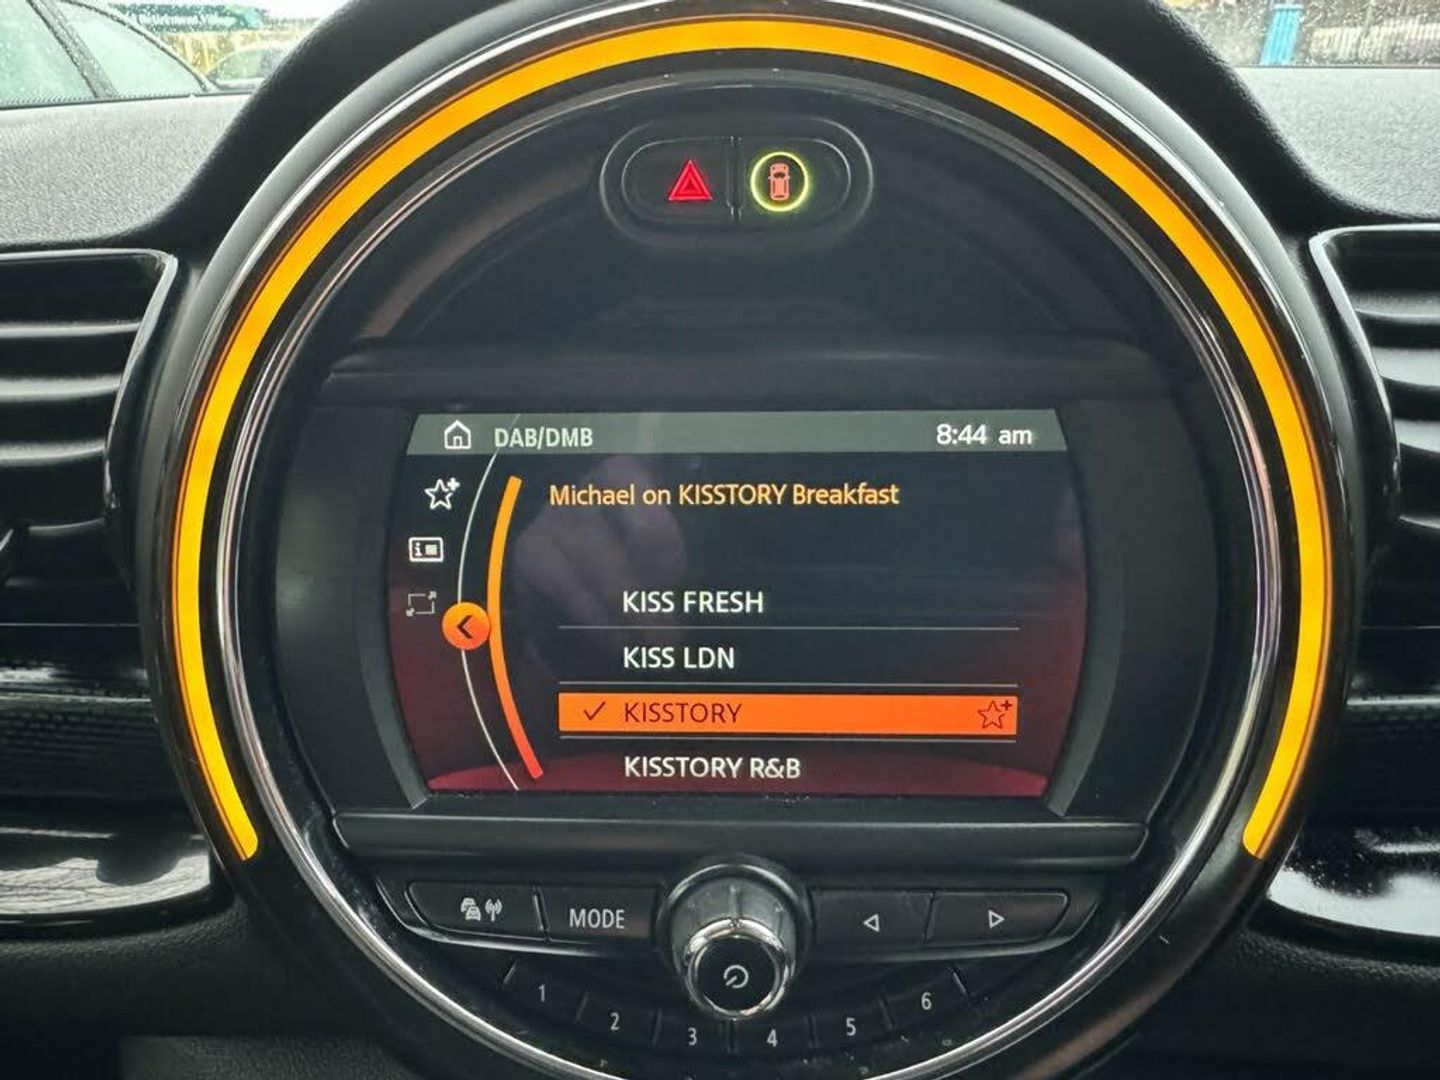 DAB/DMB 8:44 am
Michael on KISSTORY Breakfast
KISS FRESH
KISS LDN
KISSTORY
KISSTORY R&B
MODE
1 2 3 4 5 6